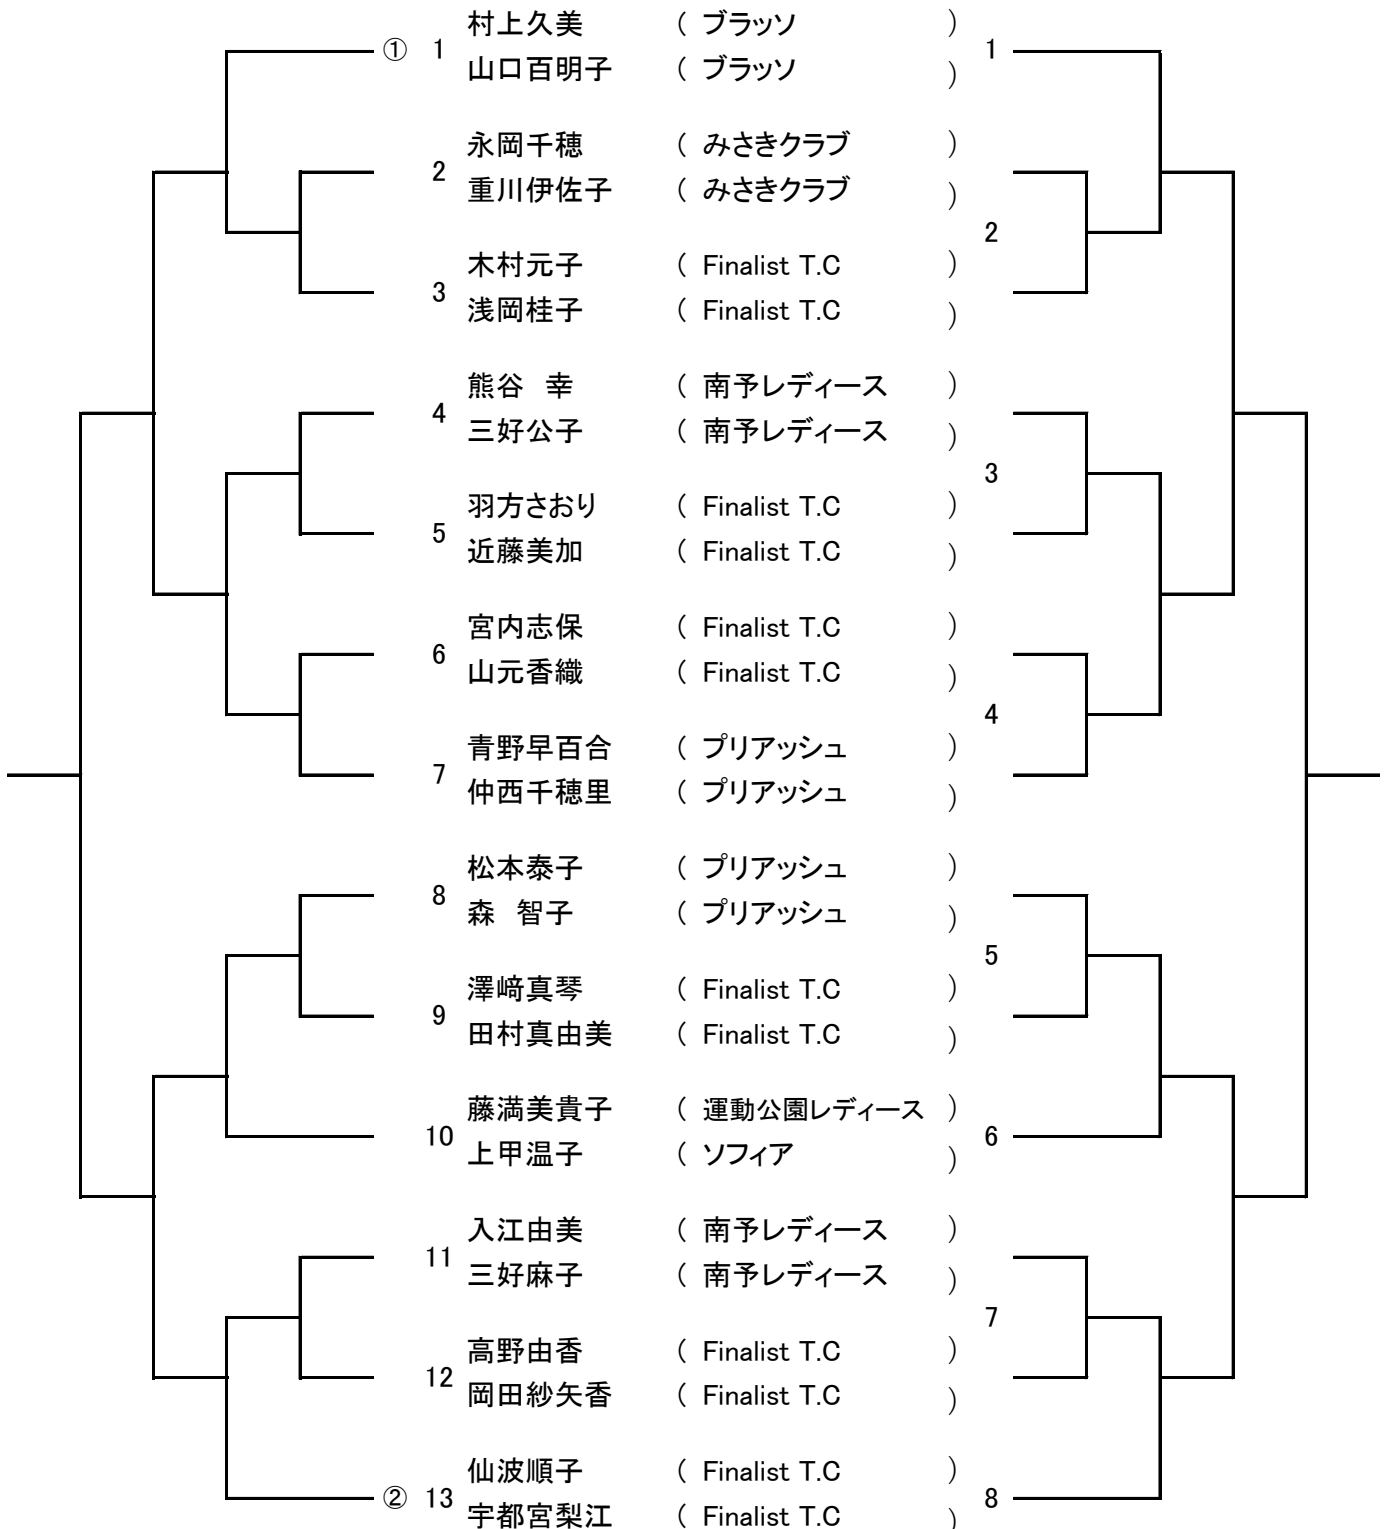 ① 1 村上久美 ( ブラッソ ) 1
山口百明子 ( ブラッソ )
2 永岡千穂 ( みさきクラブ )
重川伊佐子 ( みさきクラブ )
2
3 木村元子 ( Finalist T.C )
浅岡桂子 ( Finalist T.C )
4 熊谷 幸 ( 南予レディース )
三好公子 ( 南予レディース )
3
5 羽方さおり ( Finalist T.C )
近藤美加 ( Finalist T.C )
6 宮内志保 ( Finalist T.C )
山元香織 ( Finalist T.C )
4
7 青野早百合 ( プリアッシュ )
仲西千穂里 ( プリアッシュ )
8 松本泰子 ( プリアッシュ )
森 智子 ( プリアッシュ )
5
9 澤﨑真琴 ( Finalist T.C )
田村真由美 ( Finalist T.C )
10 藤満美貴子 ( 運動公園レディース ) 6
上甲温子 ( ソフィア )
11 入江由美 ( 南予レディース )
三好麻子 ( 南予レディース )
7
12 高野由香 ( Finalist T.C )
岡田紗矢香 ( Finalist T.C )
② 13 仙波順子 ( Finalist T.C ) 8
宇都宮梨江 ( Finalist T.C )